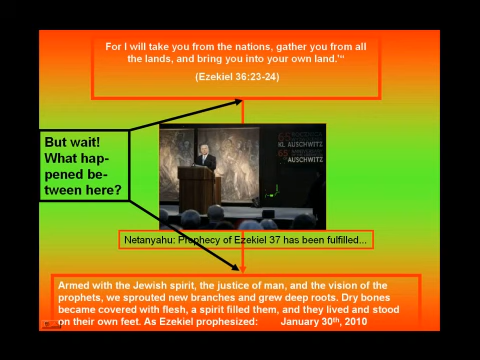 For I will take you from the nations, gather you from all
the lands, and bring you into your own land.'"
(Ezekiel 36:23-24)
But wait!
What hap-
pened be-
tween here?
KL AUSCHWITZ
AUSCHWITZ
Netanyahu: Prophecy of Ezekiel 37 has been fulfilled...
Armed with the Jewish spirit, the justice of man, and the vision of the
prophets, we sprouted new branches and grew deep roots. Dry bones
became covered with flesh, a spirit filled them, and they lived and stood
on their own feet. As Ezekiel prophesized: January 30th, 2010